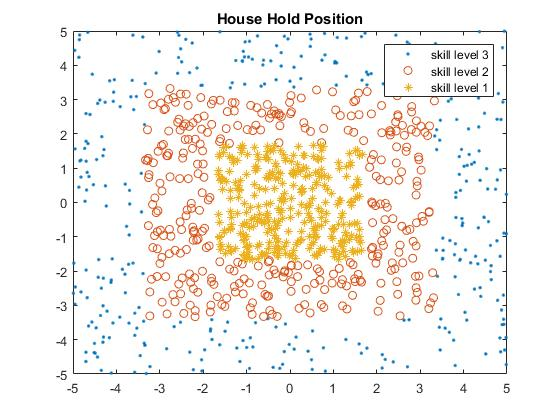 House Hold Position
5
4
3
2
1
0
-1
-2
-3
-4
-5
-5 -4 -3 -2 -1 0 1 2 3 4 5
skill level 3
skill level 2
skill level 1